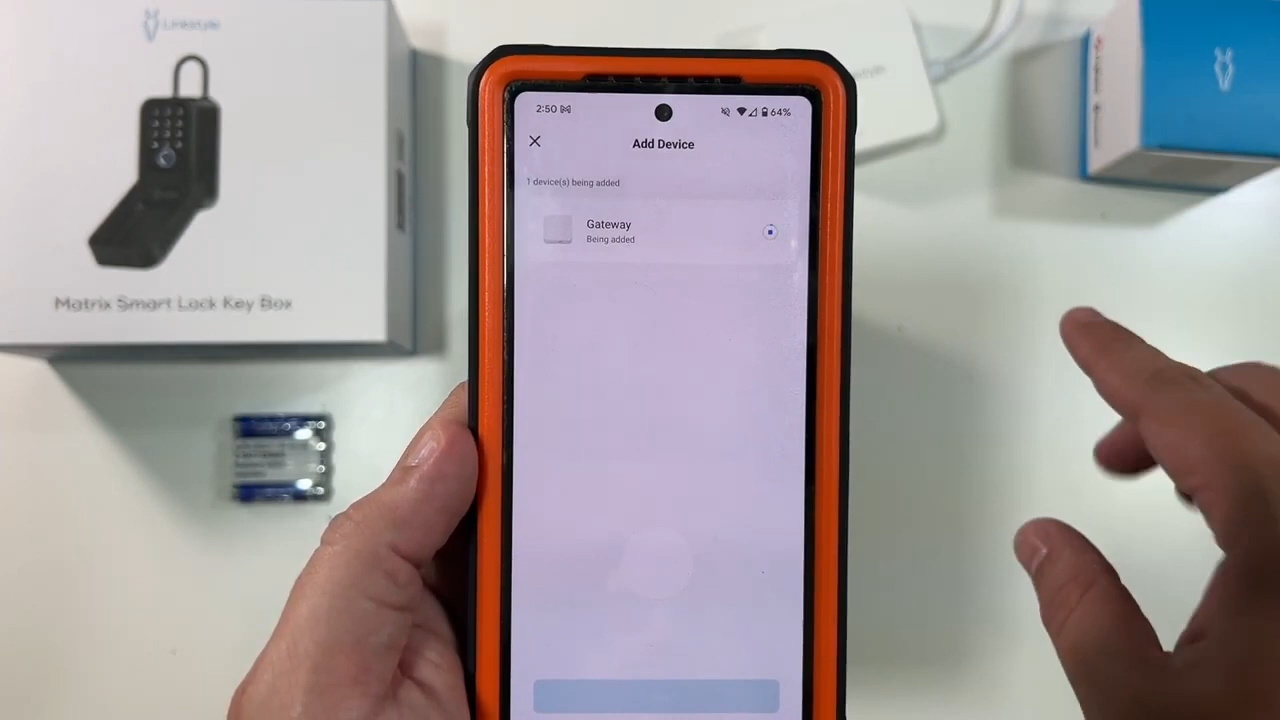 Linkstyle
Matrix Smart Lock Key Box
2:50
64%
Add Device
1 device(s) being added
Gateway
Being added